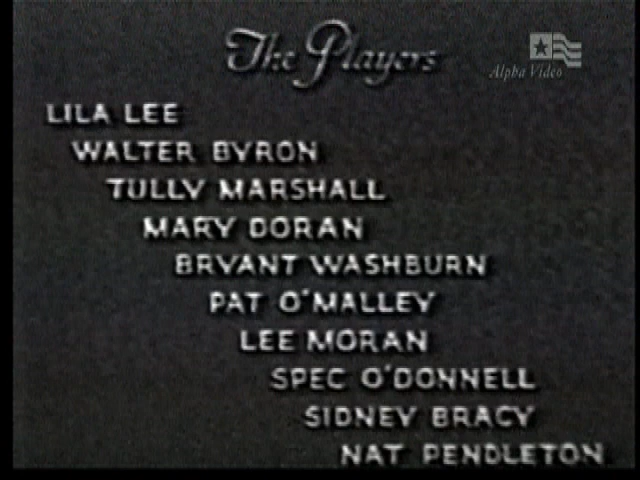 The Players
Alpha Video
LILA LEE
WALTER BYRON
TULLY MARSHALL
MARY DORAN
BRYANT WASHBURN
PAT O'MALLEY
LEE MORAN
SPEC O'DONNELL
SIDNEY BRACY
NAT PENDLETON